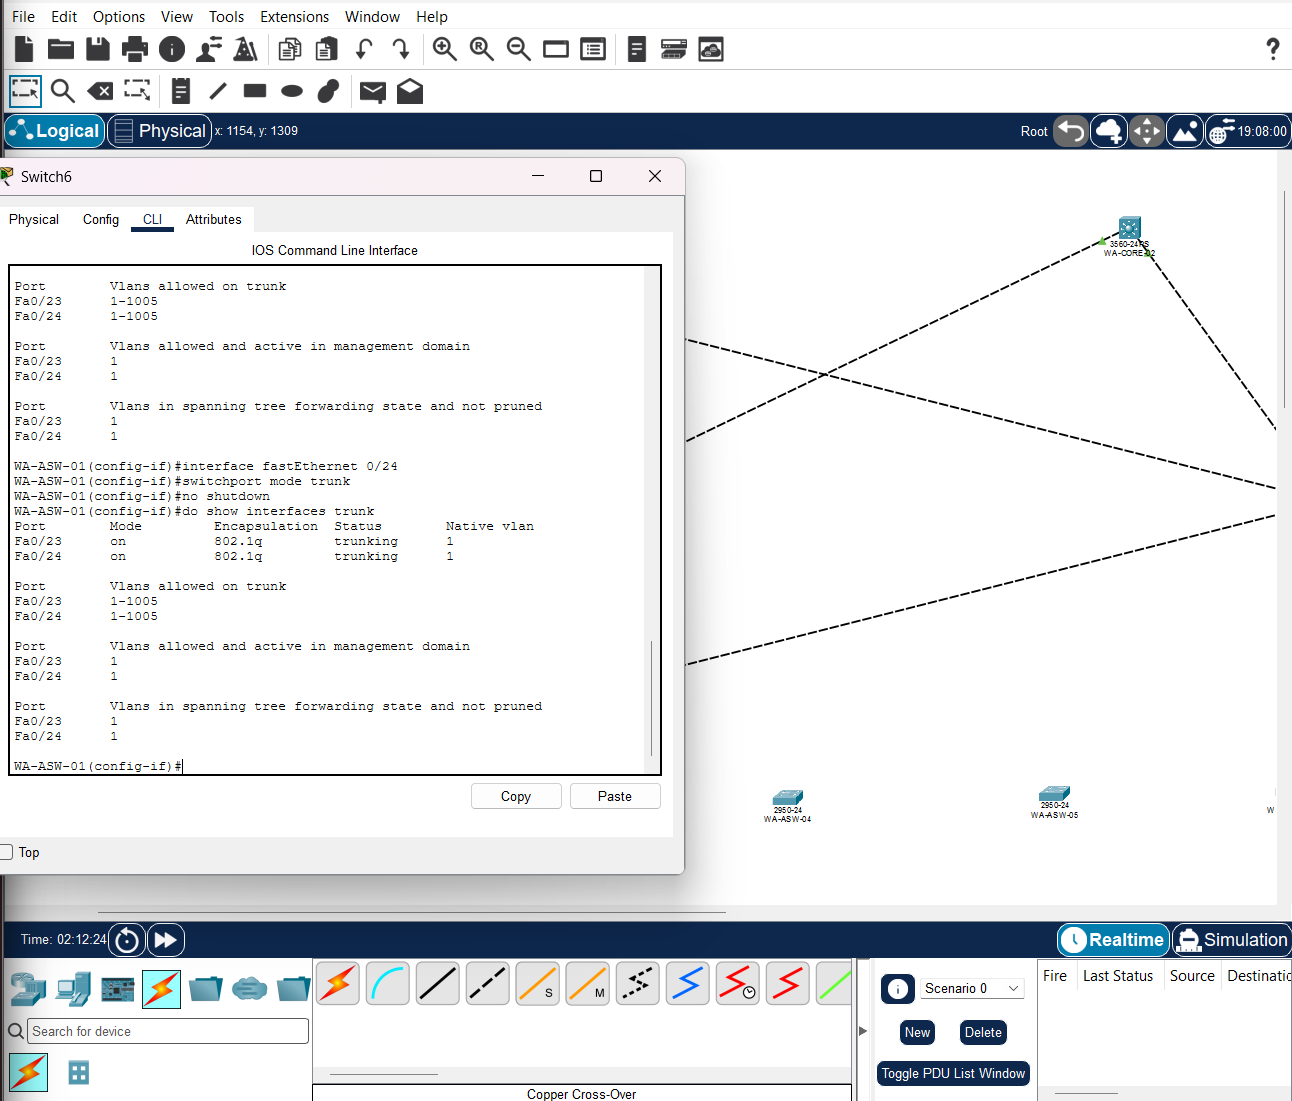 File Edit Options View Tools Extensions Window Help
?
Logical Physical x: 1154, y: 1309 Root 19:08:00
Switch6
Physical Config CLI Attributes
IOS Command Line Interface
Port Vlans allowed on trunk
Fa0/23 1-1005
Fa0/24 1-1005
Port Vlans allowed and active in management domain
Fa0/23 1
Fa0/24 1
Port Vlans in spanning tree forwarding state and not pruned
Fa0/23 1
Fa0/24 1
WA-ASW-01(config-if)#interface fastEthernet 0/24
WA-ASW-01(config-if)#switchport mode trunk
WA-ASW-01(config-if)#no shutdown
WA-ASW-01(config-if)#do show interfaces trunk
Port Mode Encapsulation Status Native vlan
Fa0/23 on 802.1q trunking 1
Fa0/24 on 802.1q trunking 1
Port Vlans allowed on trunk
Fa0/23 1-1005
Fa0/24 1-1005
Port Vlans allowed and active in management domain
Fa0/23 1
Fa0/24 1
Port Vlans in spanning tree forwarding state and not pruned
Fa0/23 1
Fa0/24 1
WA-ASW-01(config-if)#
Copy Paste
Top
3560-24PS
WA-CORE-02
2950-24
WA-ASW-04
2950-24
WA-ASW-05
W
Time: 02:12:24 Realtime Simulation
S M
Search for device
Copper Cross-Over
Scenario 0
New Delete
Toggle PDU List Window
Fire Last Status Source Destinatio